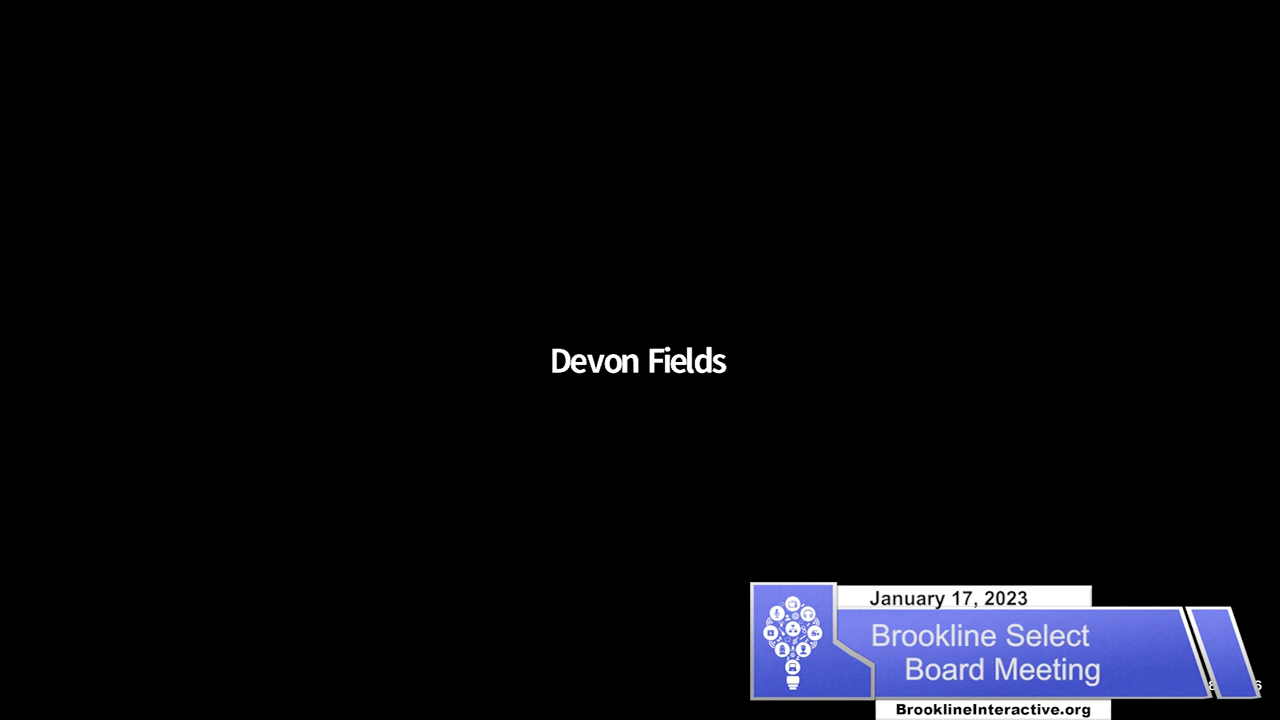 Devon Fields
January 17, 2023
Brookline Select
Board Meeting
BrooklineInteractive.org